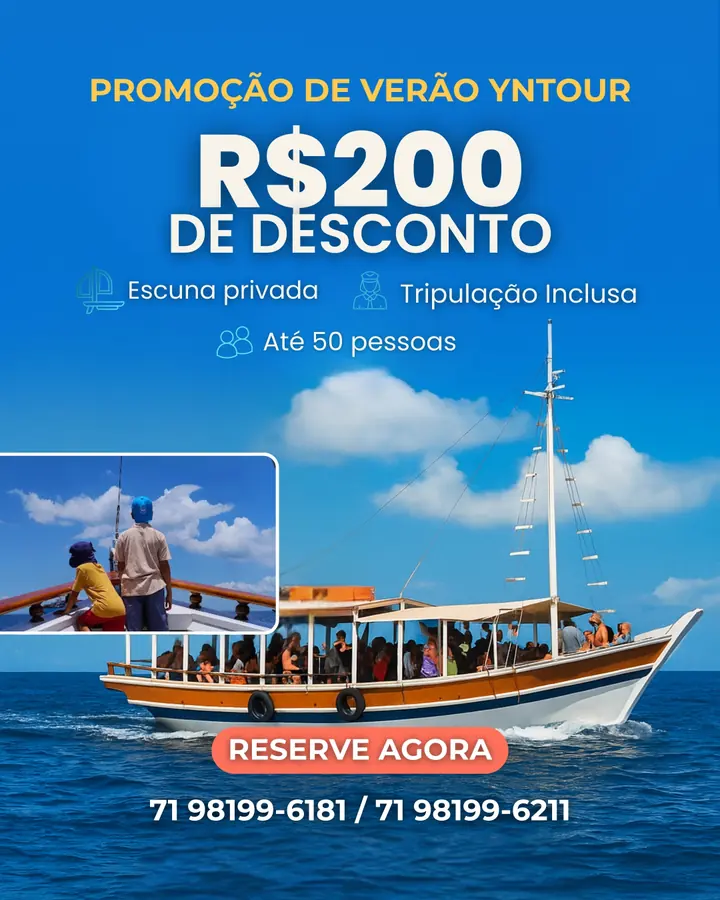 PROMOÇÃO DE VERÃO YNTOUR
R$200
DE DESCONTO
Escuna privada
Tripulação Inclusa
Até 50 pessoas
RESERVE AGORA
71 98199-6181 / 71 98199-6211